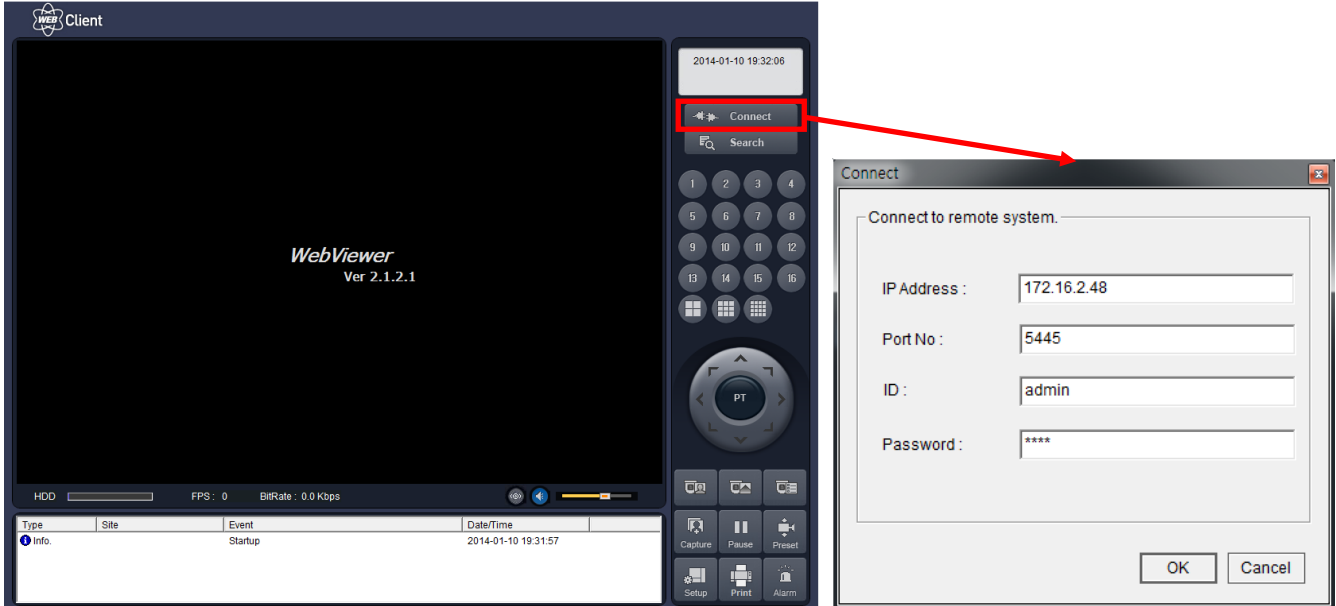 WEB Client
2014-01-10 19:32:06
Connect
Search
1 2 3 4
5 6 7 8
9 10 11 12
13 14 15 16
WebViewer
Ver 2.1.2.1
PT
HDD FPS : 0 BitRate : 0.0 Kbps
Type Site Event Date/Time
Info. Startup 2014-01-10 19:31:57
Capture Pause Preset
Setup Print Alarm
Connect
Connect to remote system.
IP Address : 172.16.2.48
Port No : 5445
ID : admin
Password : ****
OK Cancel